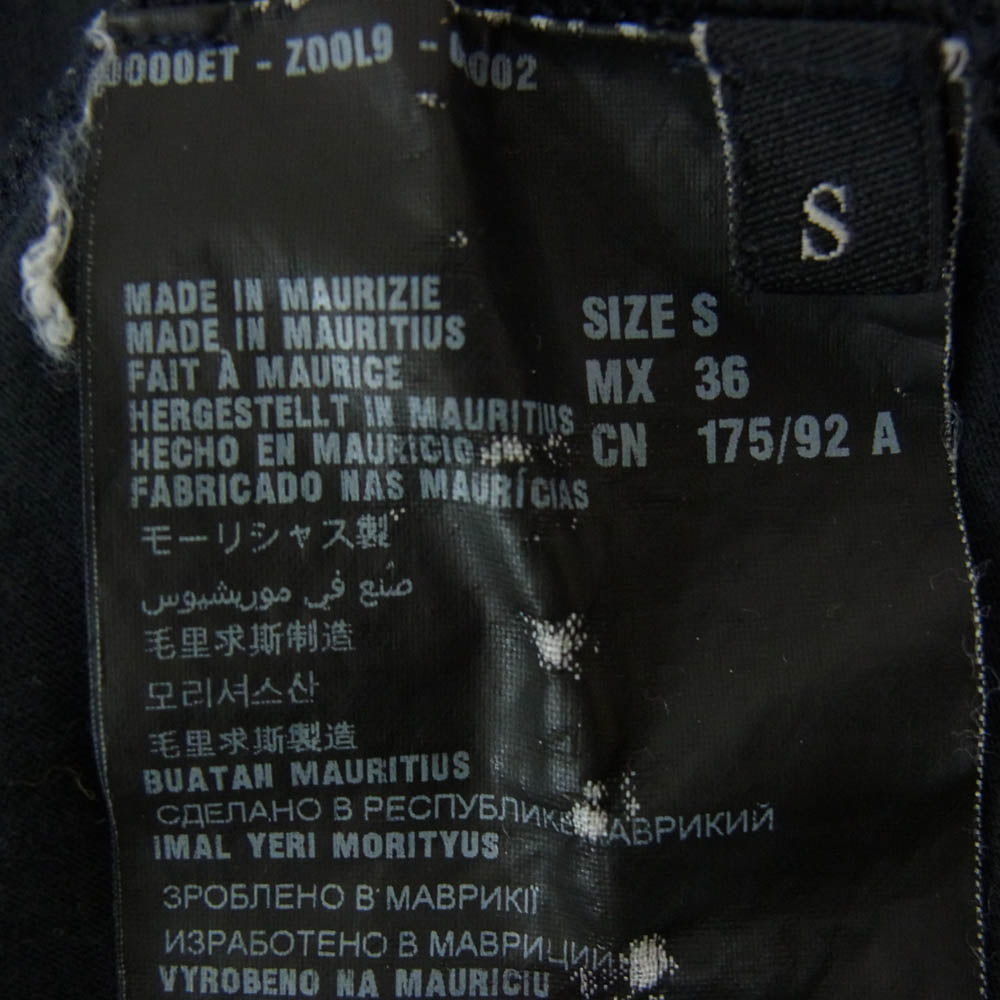 - Z00L9 -
S
MADE IN MAURIZIE
MADE IN MAURITIUS
FAIT À MAURICE
HERGESTELLT IN MAURITIUS
HECHO EN MAURICIO
FABRICADO NAS MAURÍCIAS
モーリシャス製
صنع في موريشيوس
毛里求斯制造
모리셔스산
毛里求斯製造
BUATAN MAURITIUS
СДЕЛАНО В РЕСПУБЛИКЕ МАВРИКИЙ
IMAL YERI MORITYUS
ЗРОБЛЕНО В МАВРИКІЇ
ИЗРАБОТЕНО В МАВРИЦИЙ
VYROBENO NA MAURICIU
SIZE S
MX 36
CN 175/92 A